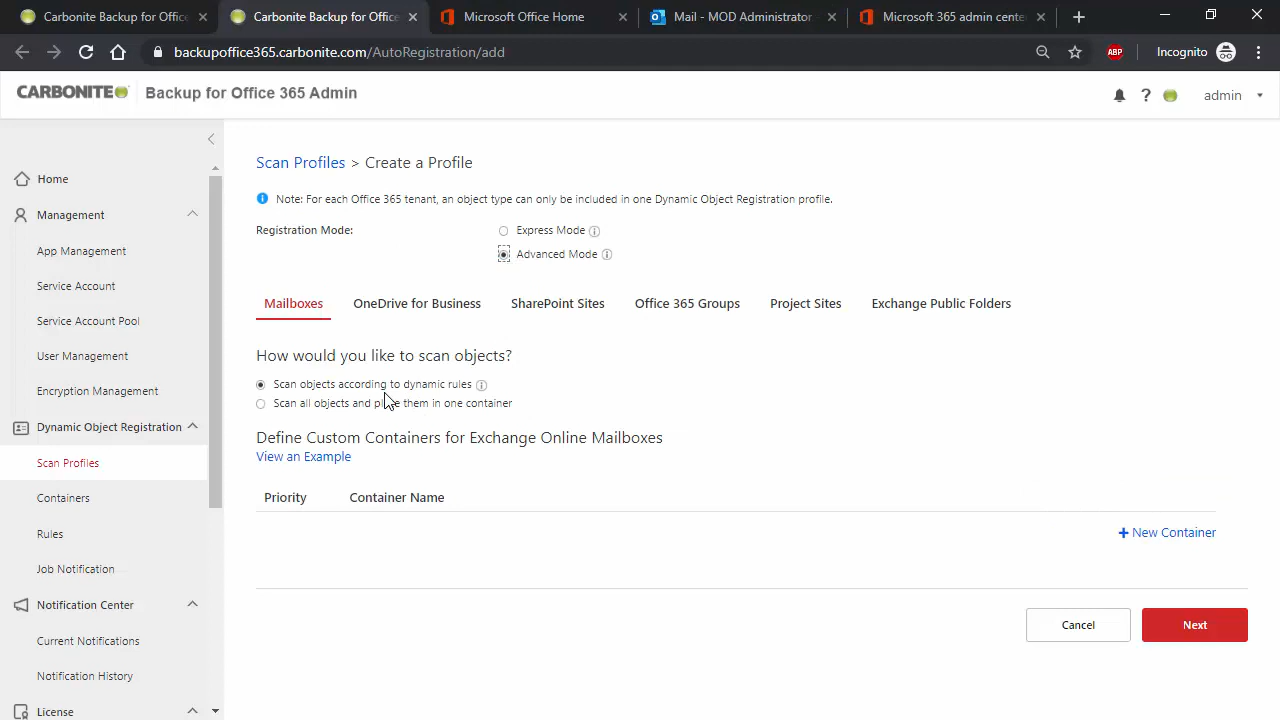 Carbonite Backup for Office
Carbonite Backup for Office
Microsoft Office Home
Mail - MOD Administrator
Microsoft 365 admin cente
backupoffice365.carbonite.com/AutoRegistration/add
ABP
Incognito
CARBONITE
Backup for Office 365 Admin
admin
Home
Management
App Management
Service Account
Service Account Pool
User Management
Encryption Management
Dynamic Object Registration
Scan Profiles
Containers
Rules
Job Notification
Notification Center
Current Notifications
Notification History
License
Scan Profiles > Create a Profile
Note: For each Office 365 tenant, an object type can only be included in one Dynamic Object Registration profile.
Registration Mode:
Express Mode
Advanced Mode
Mailboxes
OneDrive for Business
SharePoint Sites
Office 365 Groups
Project Sites
Exchange Public Folders
How would you like to scan objects?
Scan objects according to dynamic rules
Scan all objects and place them in one container
Define Custom Containers for Exchange Online Mailboxes
View an Example
Priority
Container Name
+ New Container
Cancel
Next